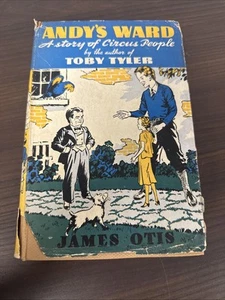 ANDY'S WARD
A story of Circus People
by the author of
TOBY TYLER
JAMES OTIS